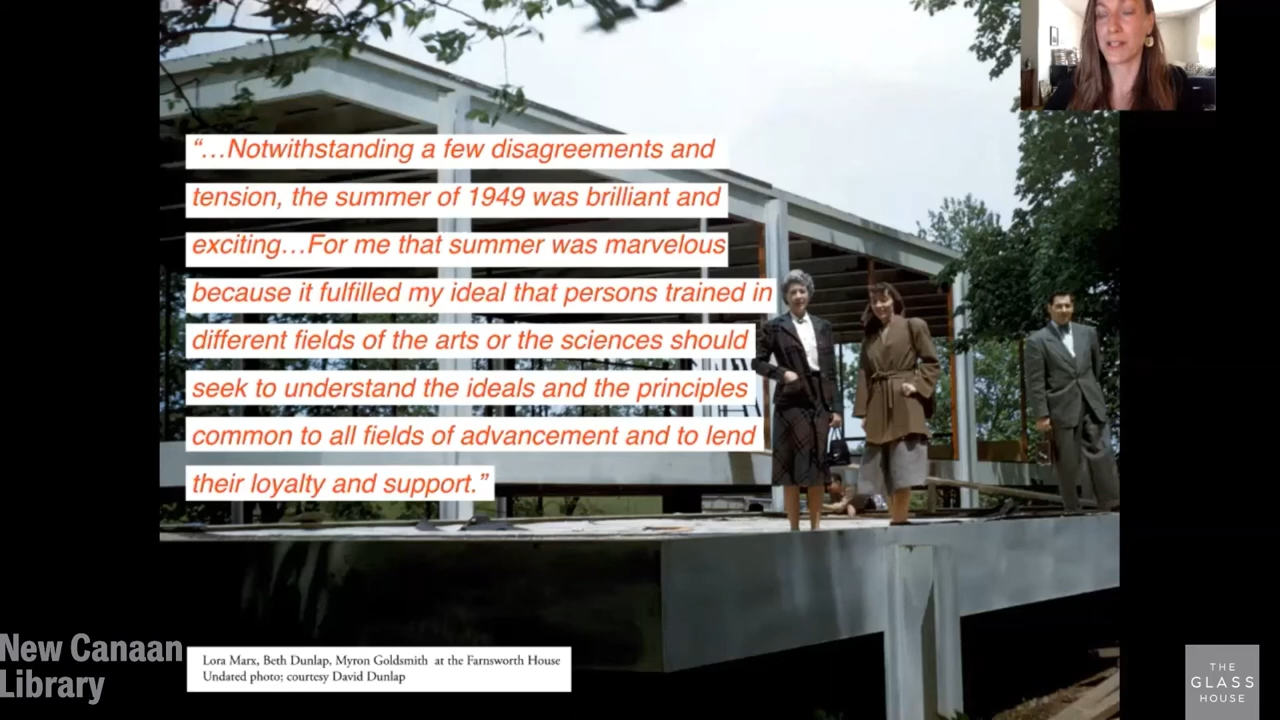 “…Notwithstanding a few disagreements and
tension, the summer of 1949 was brilliant and
exciting…For me that summer was marvelous
because it fulfilled my ideal that persons trained in
different fields of the arts or the sciences should
seek to understand the ideals and the principles
common to all fields of advancement and to lend
their loyalty and support.”
Lora Marx, Beth Dunlap, Myron Goldsmith at the Farnsworth House
Undated photo; courtesy David Dunlap
New Canaan
Library
THE
GLASS
HOUSE